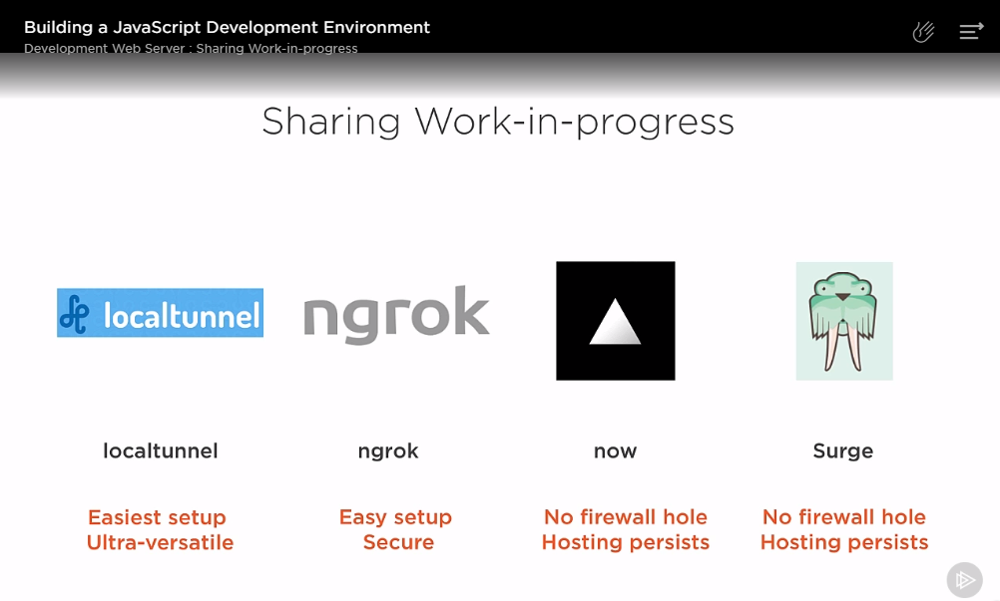 Building a JavaScript Development Environment
Development Web Server : Sharing Work-in-progress
Sharing Work-in-progress
localtunnel
ngrok
localtunnel
ngrok
now
Surge
Easiest setup
Ultra-versatile
Easy setup
Secure
No firewall hole
Hosting persists
No firewall hole
Hosting persists